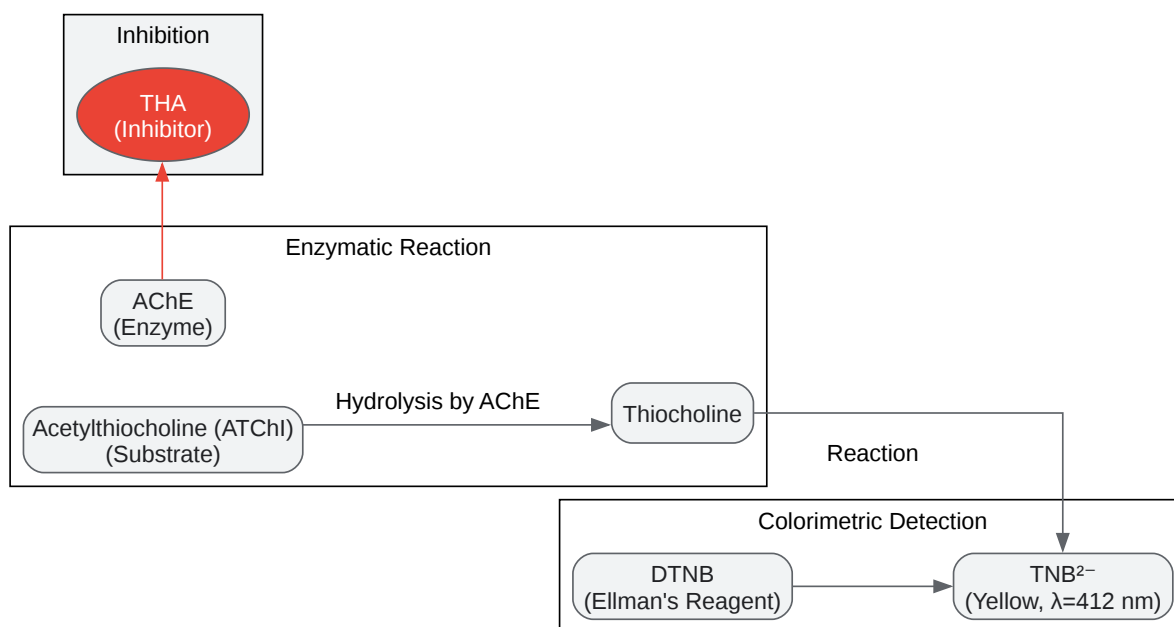 Inhibition
THA
(Inhibitor)
Enzymatic Reaction
AChE
(Enzyme)
Acetylthiocholine (ATChI)
(Substrate)
Hydrolysis by AChE
Thiocholine
Reaction
Colorimetric Detection
DTNB
(Ellman's Reagent)
TNB²⁻
(Yellow, λ=412 nm)